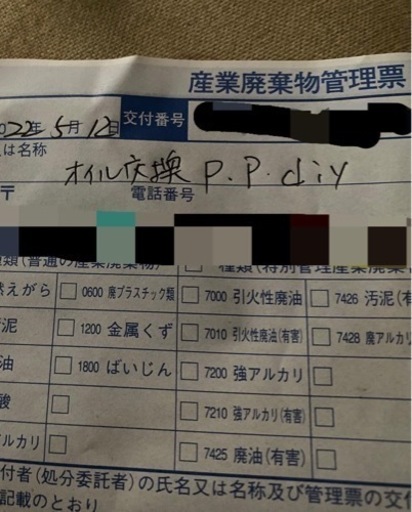 産業廃棄物管理票
022年 5月 12日 交付番号
は名称
オイル交換 P.P.diy
〒 電話番号
種類(普通の産業廃棄物) □ 種類(特別管理産業廃棄
然えがら □ 0600 廃プラスチック類 □ 7000 引火性廃油 □ 7426 汚泥(有
泥 □ 1200 金属くず □ 7010 引火性廃油(有害) □ 7428 廃アルカリ
油 □ 1800 ばいじん □ 7200 強アルカリ □
酸 □ □ 7210 強アルカリ(有害) □
ルカリ □ □ 7425 廃油(有害) □
付者(処分委託者)の氏名又は名称及び管理票の交付
記載のとおり